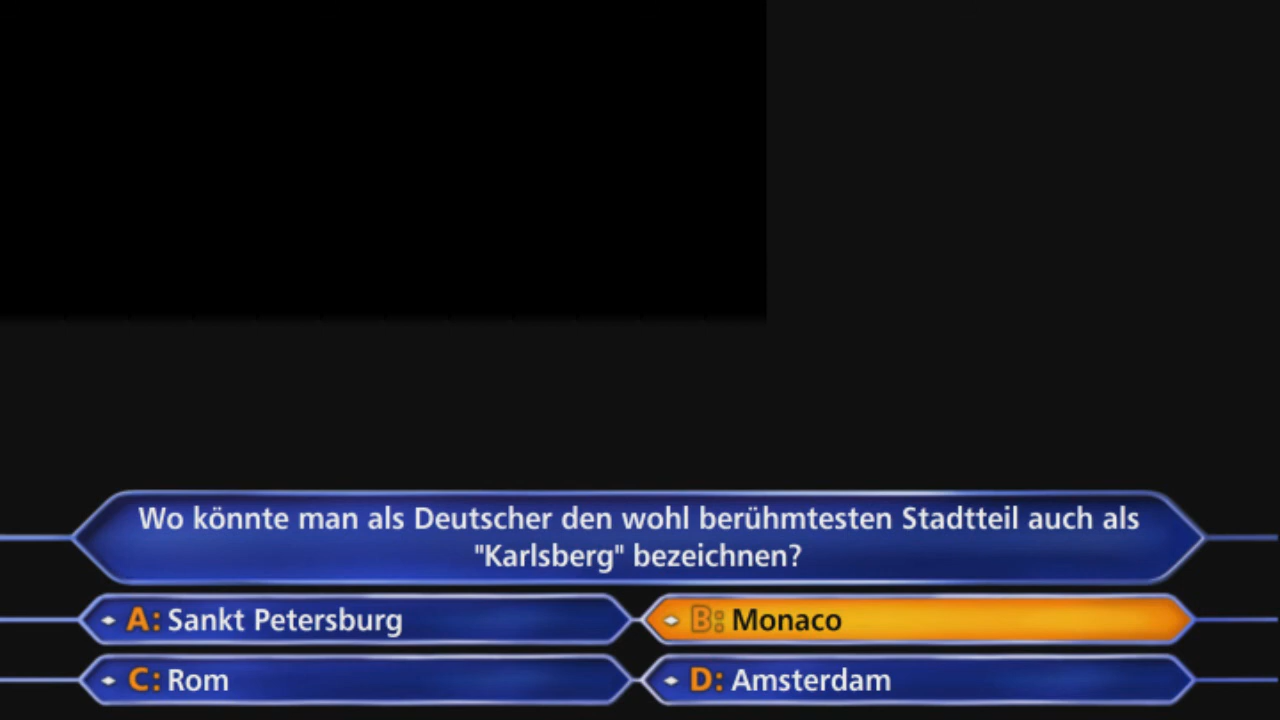 Wo könnte man als Deutscher den wohl berühmtesten Stadtteil auch als
"Karlsberg" bezeichnen?
A: Sankt Petersburg
B: Monaco
C: Rom
D: Amsterdam